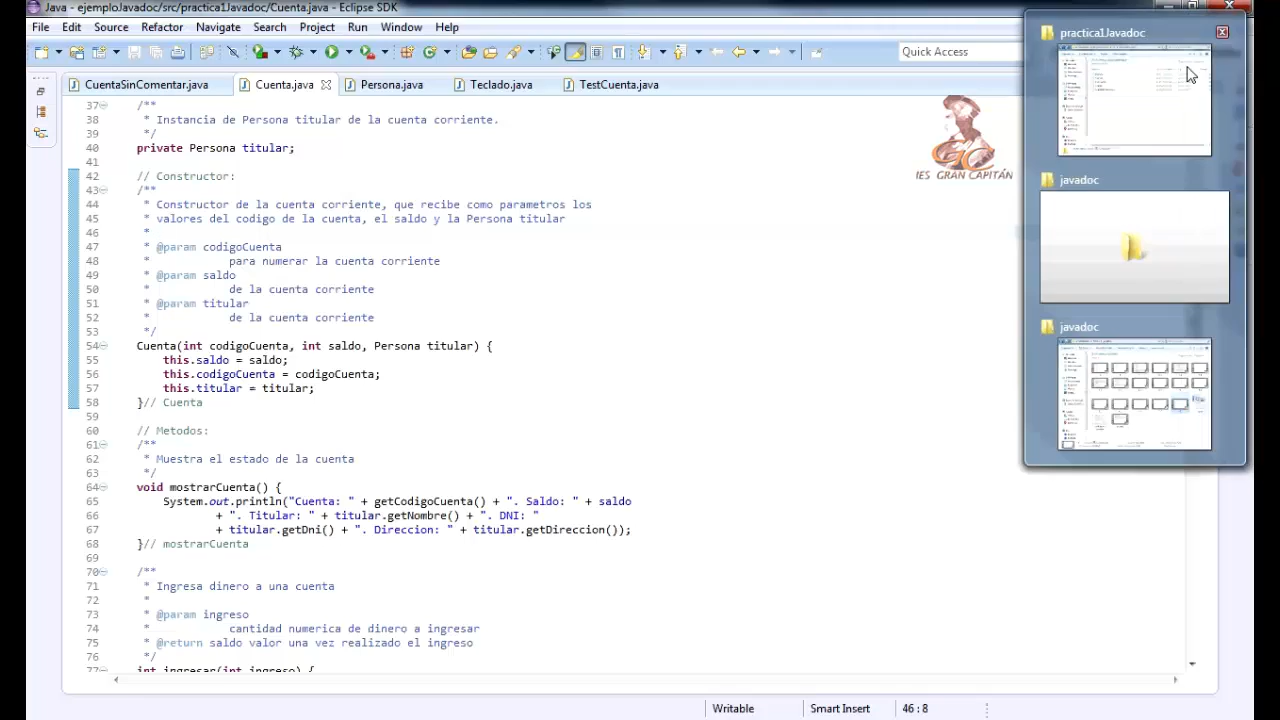 Java - ejemploJavadoc/src/practica1Javadoc/Cuenta.java - Eclipse SDK
File Edit Source Refactor Navigate Search Project Run Window Help
Quick Access
CuentaSinComentar.java
Persona.java
Fecha.java
TestCuenta.java
37 *
38 * Instancia de Persona titular de la cuenta corriente.
39 */
40 private Persona titular;
41
42 // Constructor:
43 /**
44 * Constructor de la cuenta corriente, que recibe como parametros los
45 * valores del codigo de la cuenta, el saldo y la Persona titular
46 *
47 * @param codigoCuenta
48 * para numerar la cuenta corriente
49 * @param saldo
50 * de la cuenta corriente
51 * @param titular
52 * de la cuenta corriente
53 */
54 Cuenta(int codigoCuenta, int saldo, Persona titular) {
55 this.saldo = saldo;
56 this.codigoCuenta = codigoCuenta;
57 this.titular = titular;
58 }// Cuenta
59
60 // Metodos:
61 /**
62 * Muestra el estado de la cuenta
63 */
64 void mostrarCuenta() {
65 System.out.println("Cuenta: " + getCodigoCuenta() + ". Saldo: " + saldo
66 + ". Titular: " + titular.getNombre() + ". DNI: "
67 + titular.getDni() + ". Direccion: " + titular.getDireccion());
68 }// mostrarCuenta
69
70 /**
71 * Ingresa dinero a una cuenta
72 *
73 * @param ingreso
74 * cantidad numerica de dinero a ingresar
75 * @return saldo valor una vez realizado el ingreso
76 */
77 int ingresar(int ingreso) {
GC
IES GRAN CAPITÁN
practica1Javadoc
javadoc
javadoc
Writable Smart Insert 46 : 8